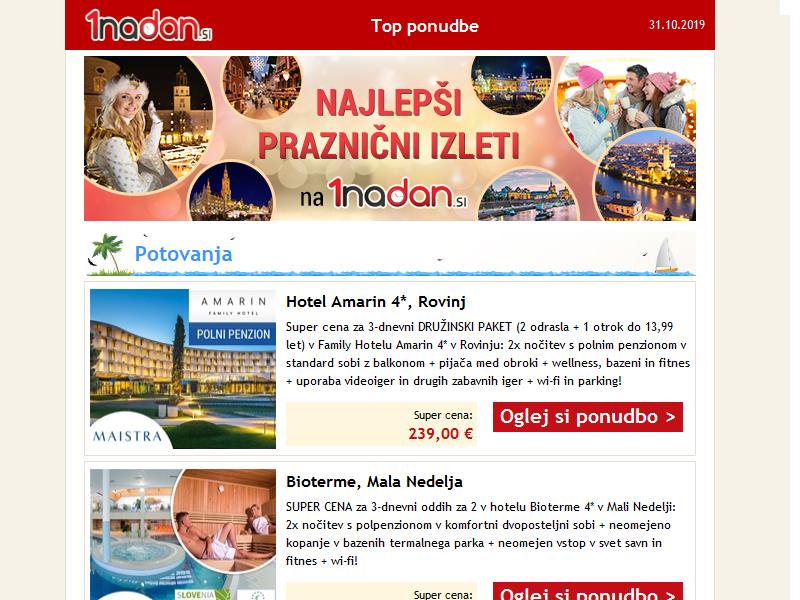 1nadan.si
Top ponudbe
31.10.2019
NAJLEPŠI
PRAZNIČNI IZLETI
na 1nadan.si
Potovanja
AMARIN
FAMILY HOTEL
POLNI PENZION
MAISTRA
Hotel Amarin 4*, Rovinj
Super cena za 3-dnevni DRUŽINSKI PAKET (2 odrasla + 1 otrok do 13,99
let) v Family Hotelu Amarin 4* v Rovinju: 2x nočitev s polnim penzionom v
standard sobi z balkonom + pijača med obroki + wellness, bazeni in fitnes
+ uporaba videoiger in drugih zabavnih iger + wi-fi in parking!
Super cena:
239,00 €
Oglej si ponudbo >
Bioterme, Mala Nedelja
SUPER CENA za 3-dnevni oddih za 2 v hotelu Bioterme 4* v Mali Nedelji:
2x nočitev s polpenzionom v komfortni dvoposteljni sobi + neomejeno
kopanje v bazenih termalnega parka + neomejen vstop v svet savn in
fitnes + wi-fi!
SLOVENIA
Super cena:
Oglej si ponudbo >